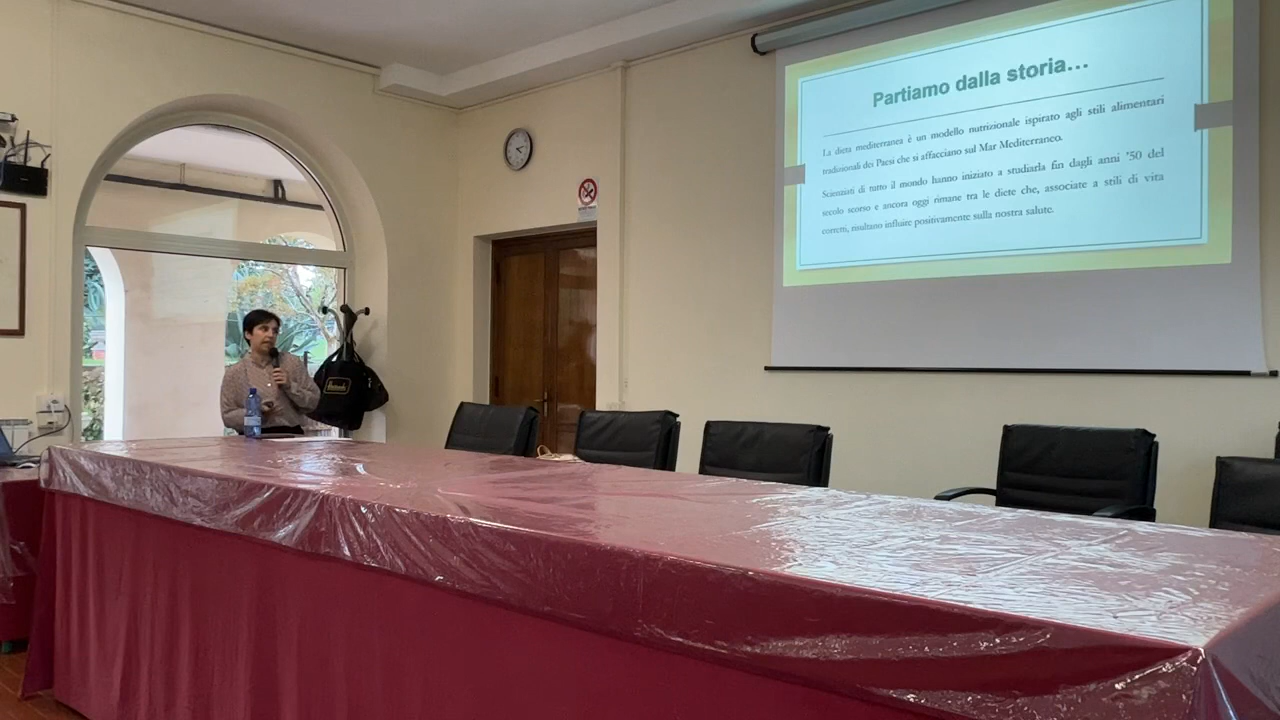 Partiamo dalla storia…
La dieta mediterranea è un modello nutrizionale ispirato agli stili alimentari
tradizionali dei Paesi che si affacciano sul Mar Mediterraneo.
Scienziati di tutto il mondo hanno iniziato a studiarla fin dagli anni '50 del
secolo scorso e ancora oggi rimane tra le diete che, associate a stili di vita
corretti, risultano influire positivamente sulla nostra salute.